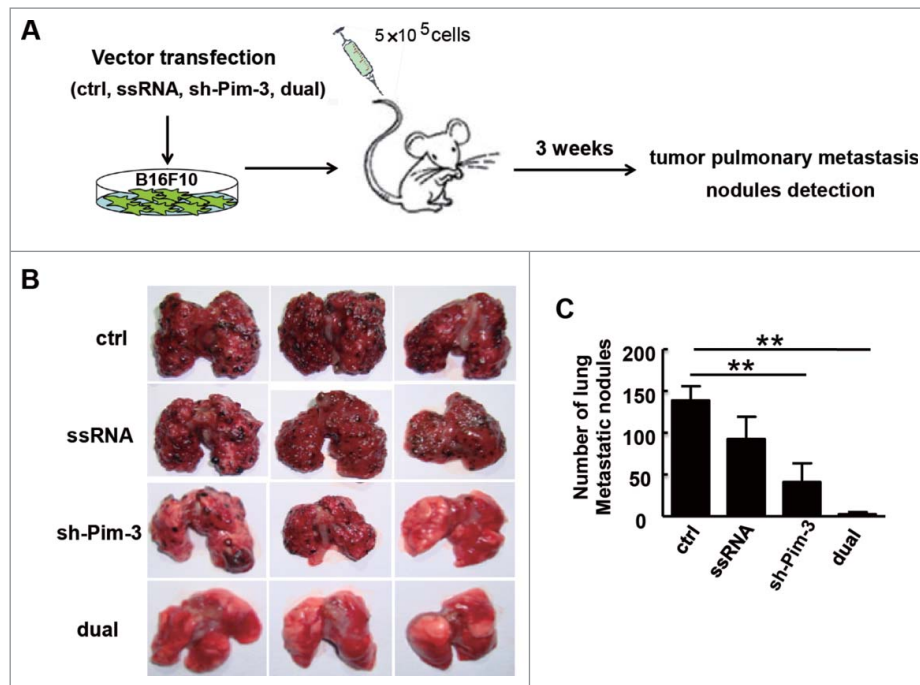 A
Vector transfection
(ctrl, ssRNA, sh-Pim-3, dual)
5×10 5 cells
B16F10
3 weeks
tumor pulmonary metastasis
nodules detection
B
ctrl
ssRNA
sh-Pim-3
dual
C
**
**
Number of lung
Metastatic nodules
200
150
100
50
0
ctrl
ssRNA
sh-Pim-3
dual